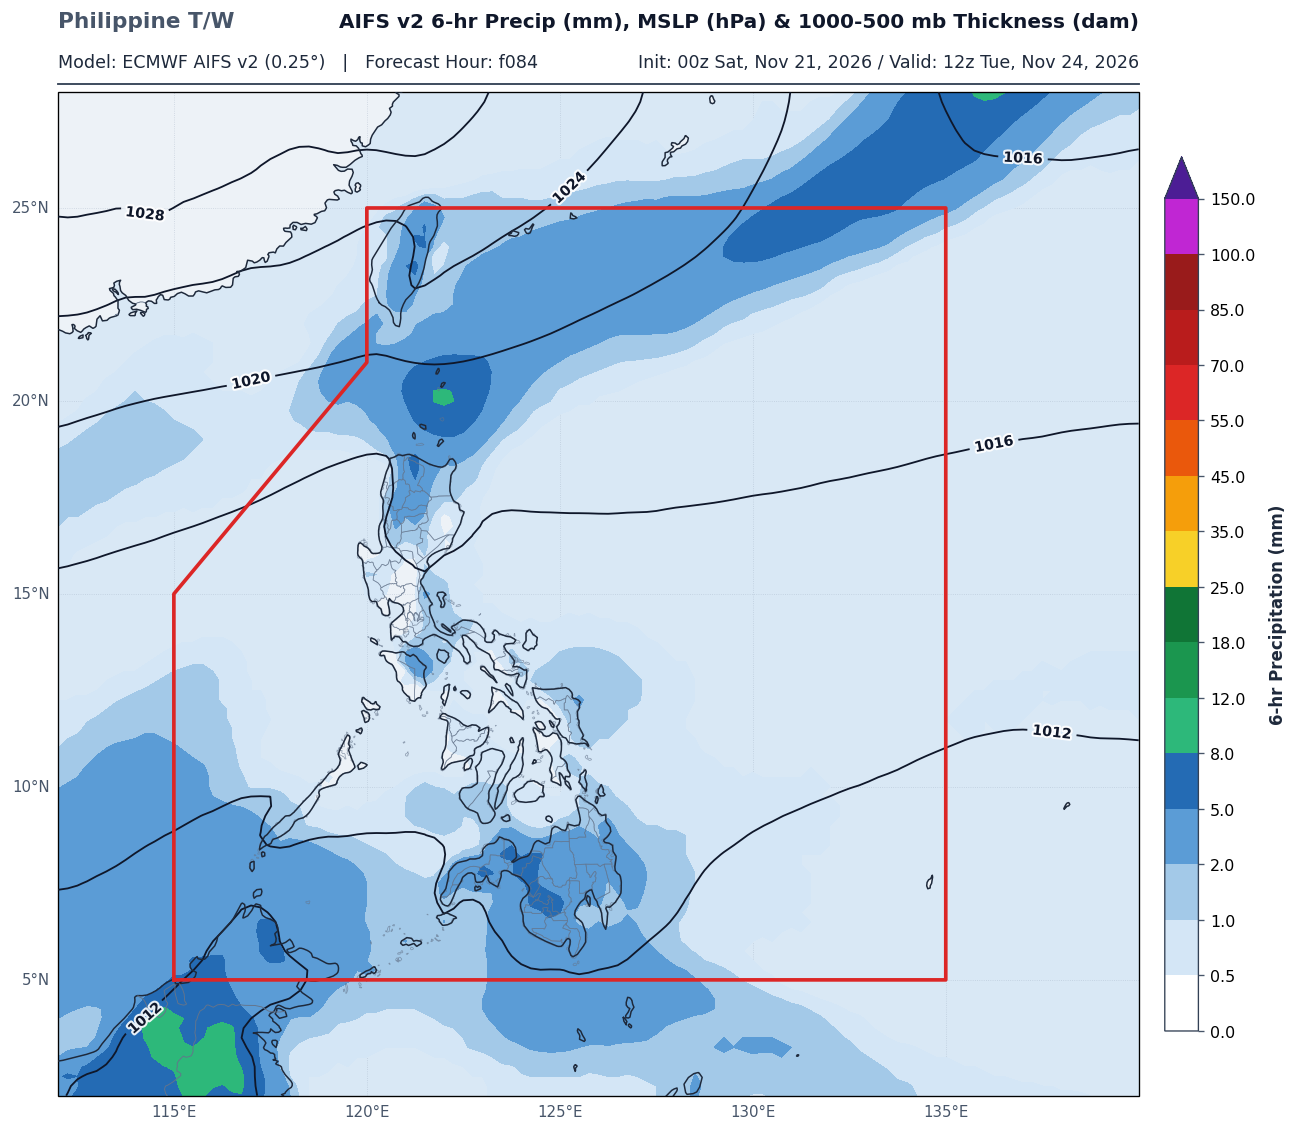 Philippine T/W
AIFS v2 6-hr Precip (mm), MSLP (hPa) & 1000-500 mb Thickness (dam)
Model: ECMWF AIFS v2 (0.25°) | Forecast Hour: f084
Init: 00z Sat, Nov 21, 2026 / Valid: 12z Tue, Nov 24, 2026
25°N
20°N
15°N
10°N
5°N
115°E
120°E
125°E
130°E
135°E
1028
1024
1016
1020
1016
1012
1012
150.0
100.0
85.0
70.0
55.0
45.0
35.0
25.0
18.0
12.0
8.0
5.0
2.0
1.0
0.5
0.0
6-hr Precipitation (mm)